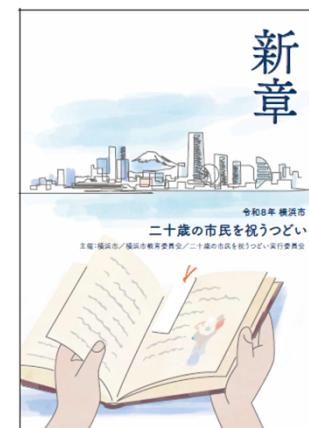 新章
令和8年 横浜市
二十歳の市民を祝うつどい
主催:横浜市/横浜市教育委員会/二十歳の市民を祝うつどい実行委員会